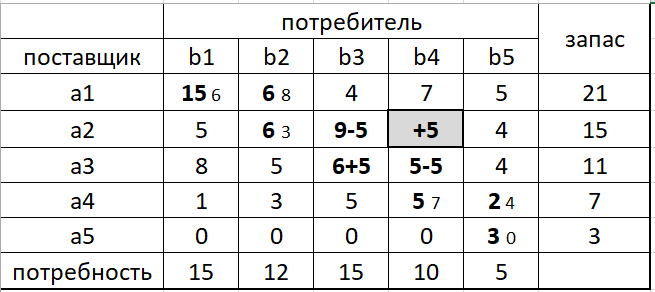 потребитель запас
поставщик b1 b2 b3 b4 b5
a1 15 6 6 8 4 7 5 21
a2 5 6 3 9-5 +5 4 15
a3 8 5 6+5 5-5 4 11
a4 1 3 5 5 7 2 4 7
a5 0 0 0 0 3 0 3
потребность 15 12 15 10 5